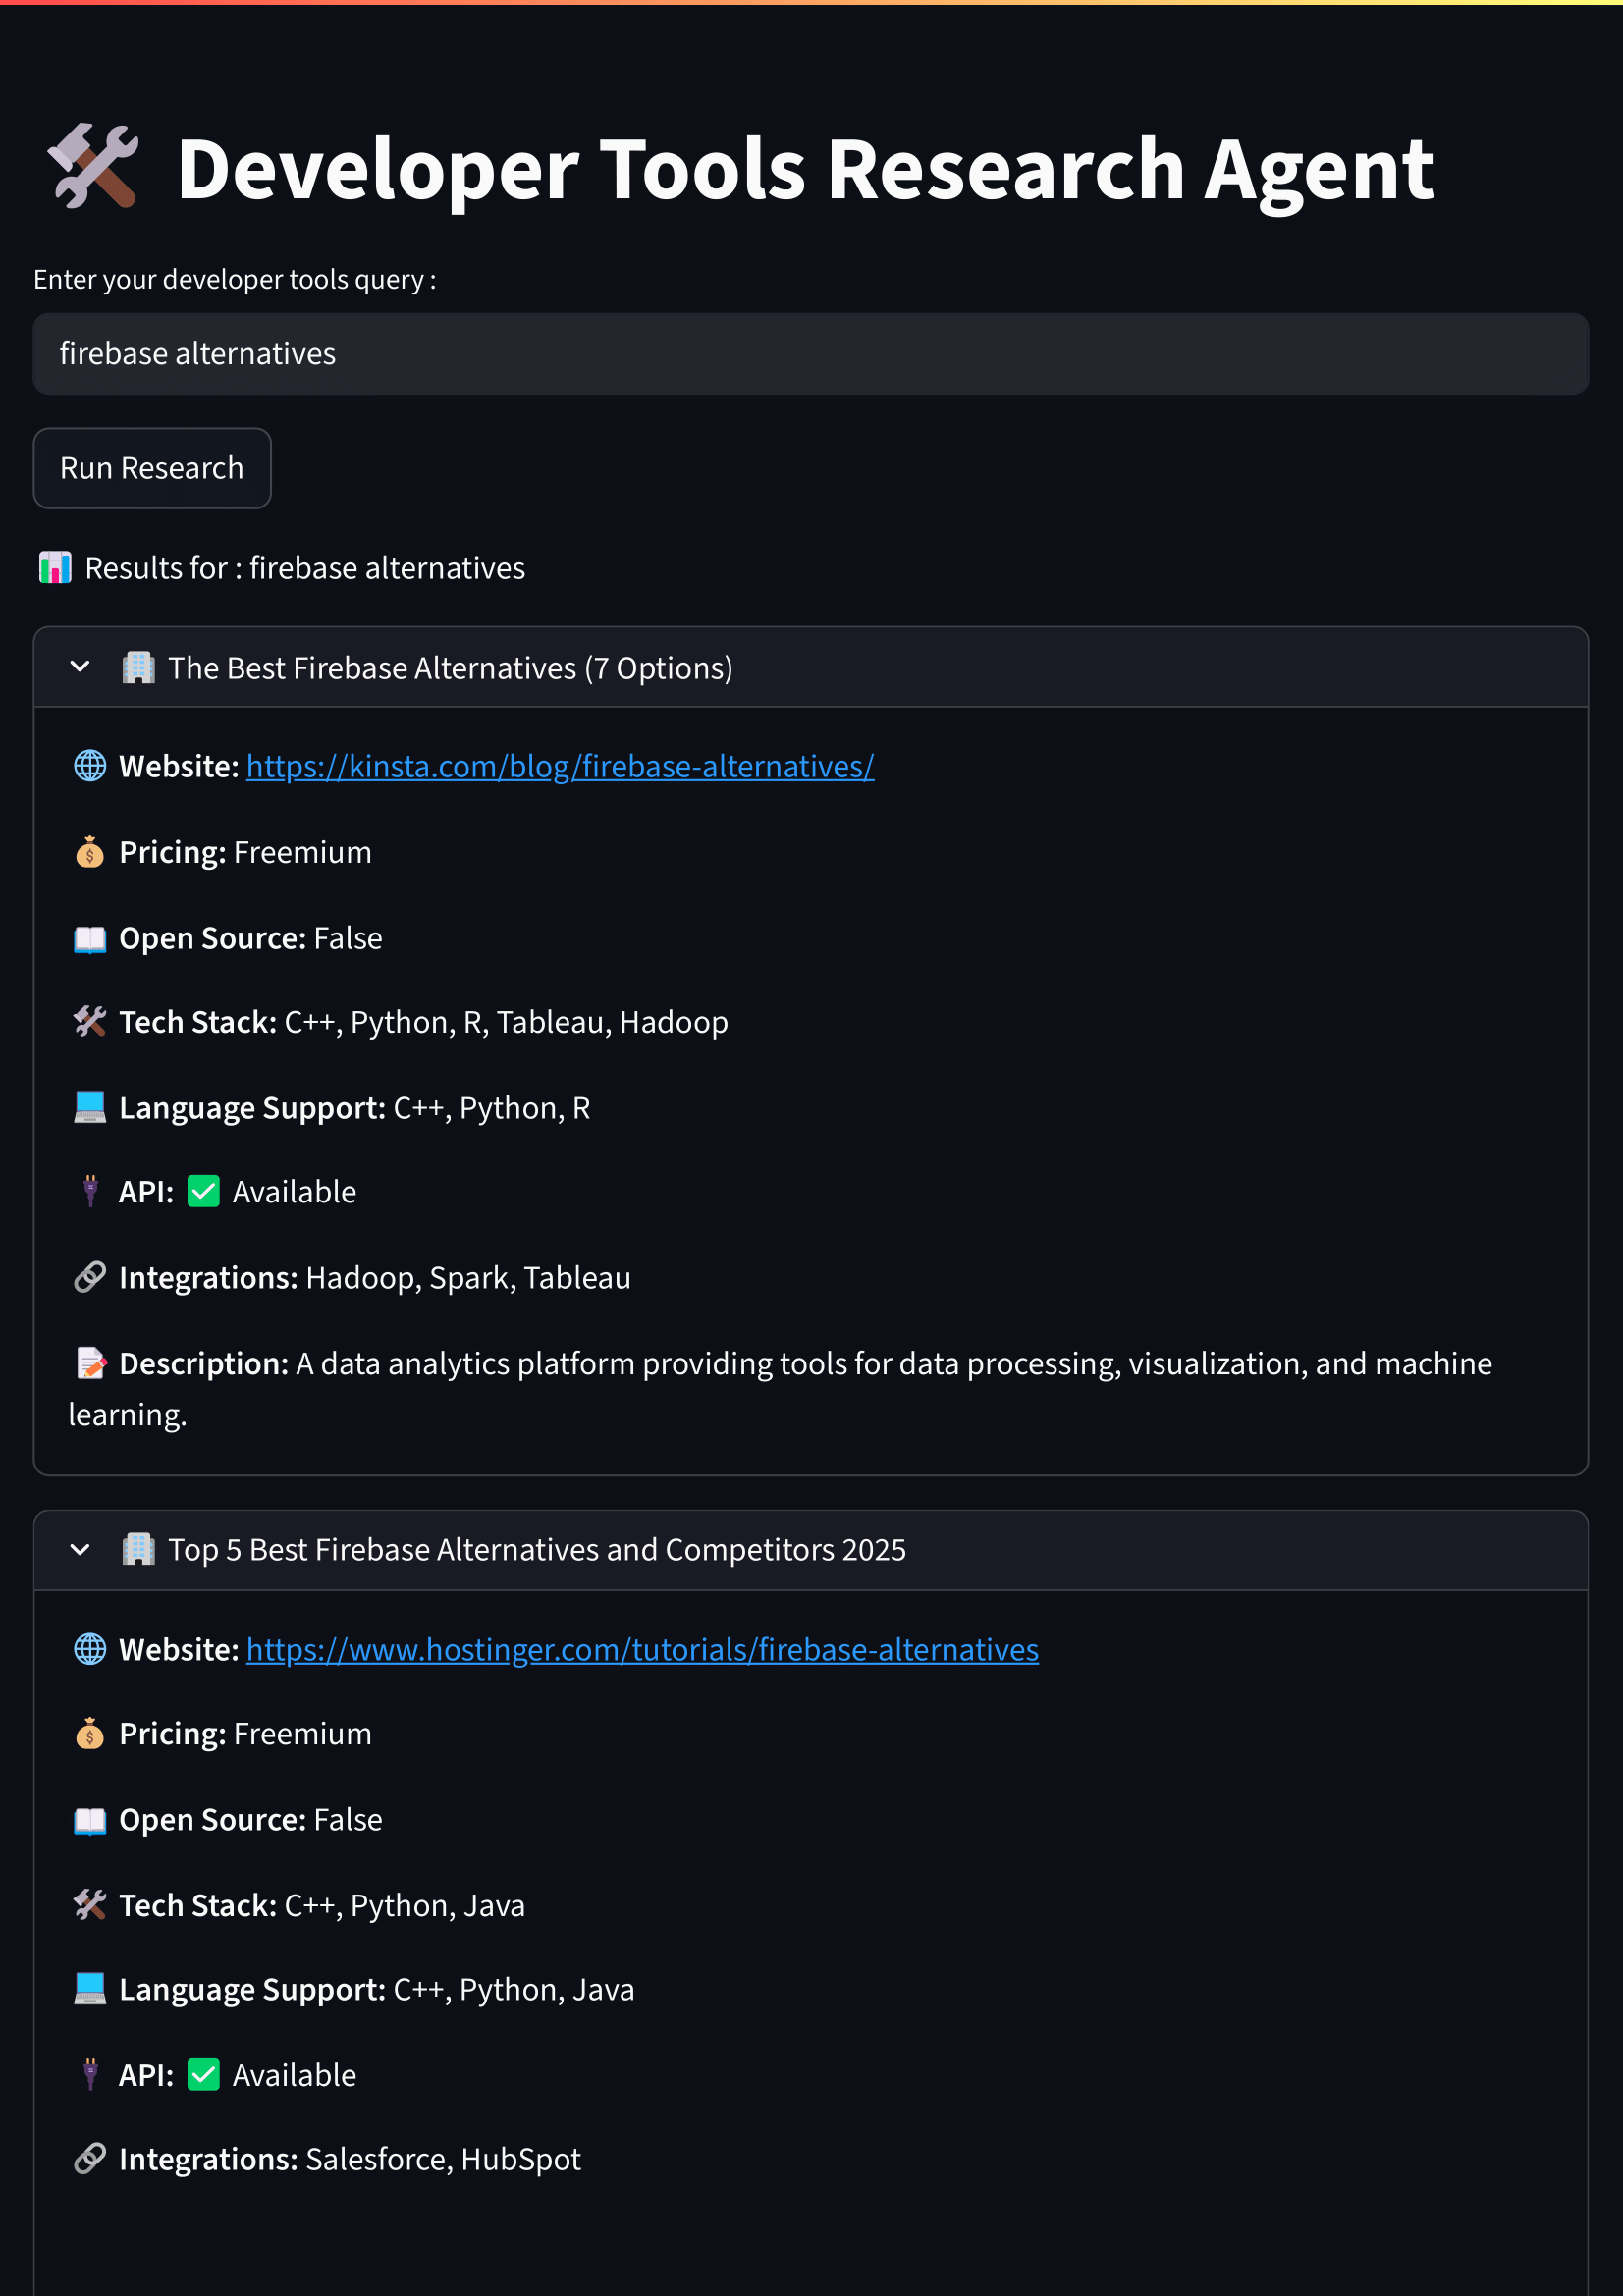 Developer Tools Research Agent
Enter your developer tools query :
firebase alternatives
Run Research
Results for : firebase alternatives
The Best Firebase Alternatives (7 Options)
Website: https://kinsta.com/blog/firebase-alternatives/
Pricing: Freemium
Open Source: False
Tech Stack: C++, Python, R, Tableau, Hadoop
Language Support: C++, Python, R
API: ✅ Available
Integrations: Hadoop, Spark, Tableau
Description: A data analytics platform providing tools for data processing, visualization, and machine
learning.
Top 5 Best Firebase Alternatives and Competitors 2025
Website: https://www.hostinger.com/tutorials/firebase-alternatives
Pricing: Freemium
Open Source: False
Tech Stack: C++, Python, Java
Language Support: C++, Python, Java
API: ✅ Available
Integrations: Salesforce, HubSpot